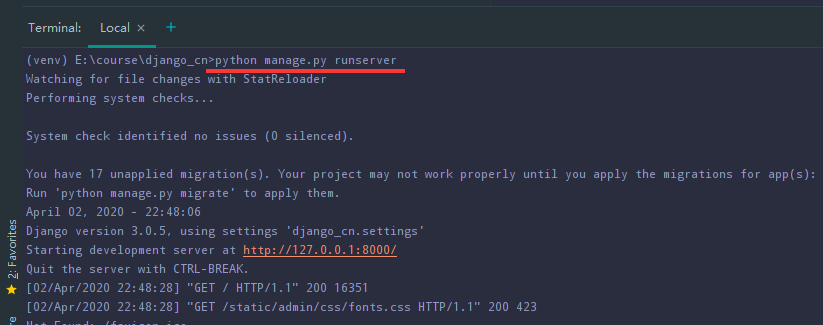 Terminal: Local × +
(venv) E:\course\django_cn>python manage.py runserver
Watching for file changes with StatReloader
Performing system checks...
System check identified no issues (0 silenced).
You have 17 unapplied migration(s). Your project may not work properly until you apply the migrations for app(s):
Run 'python manage.py migrate' to apply them.
April 02, 2020 - 22:48:06
Django version 3.0.5, using settings 'django_cn.settings'
Starting development server at http://127.0.0.1:8000/
Quit the server with CTRL-BREAK.
[02/Apr/2020 22:48:28] "GET / HTTP/1.1" 200 16351
[02/Apr/2020 22:48:28] "GET /static/admin/css/fonts.css HTTP/1.1" 200 423
Not Found: /favicon.ico
2: Favorites